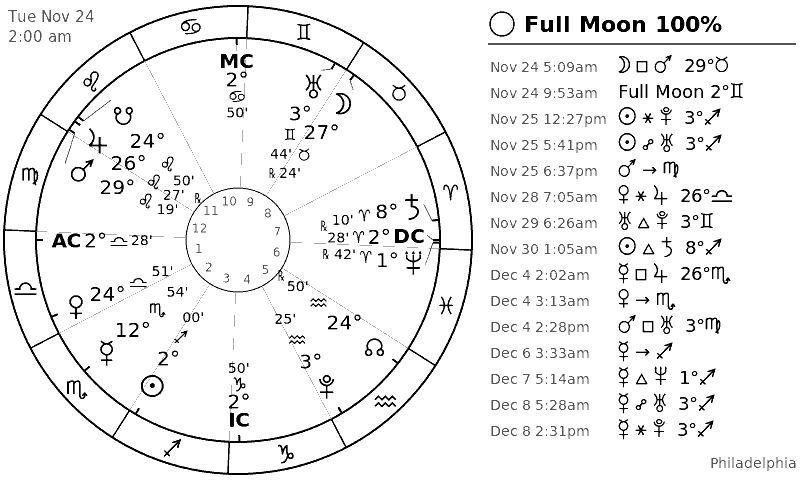 Tue Nov 24
2:00 am
MC
2° ♋ 50'
♅ 3° ♊ 44' ℞
☽ 27° ♉ 24'
☋ 24° ♌ 50' ℞
♃ 26° ♌ 27'
♂ 29° ♌ 19'
AC 2° ♎ 28'
♄ 8° ♈ 10' ℞
DC 2° ♈ 28'
♆ 1° ♈ 42' ℞
♀ 24° ♎ 51'
☿ 12° ♏ 54'
☉ 2° ♐ 00'
50' ♑ 2°
IC
♇ 3° ♒ 25'
☊ 24° ♒ 50' ℞
1 2 3 4 5 6 7 8 9 10 11 12
♈ ♉ ♊ ♋ ♌ ♍ ♎ ♏ ♐ ♑ ♒ ♓
Full Moon 100%
Nov 24 5:09am ☽ □ ♂ 29°♉
Nov 24 9:53am Full Moon 2°♊
Nov 25 12:27pm ☉ ⚹ ♇ 3°♐
Nov 25 5:41pm ☉ ☍ ♅ 3°♐
Nov 25 6:37pm ♂ → ♍
Nov 28 7:05am ♀ ⚹ ♃ 26°♎
Nov 29 6:26am ♅ △ ♇ 3°♊
Nov 30 1:05am ☉ △ ♄ 8°♐
Dec 4 2:02am ☿ □ ♃ 26°♏
Dec 4 3:13am ♀ → ♏
Dec 4 2:28pm ♂ □ ♅ 3°♍
Dec 6 3:33am ☿ → ♐
Dec 7 5:14am ☿ △ ♆ 1°♐
Dec 8 5:28am ☿ ☍ ♅ 3°♐
Dec 8 2:31pm ☿ ⚹ ♇ 3°♐
Philadelphia